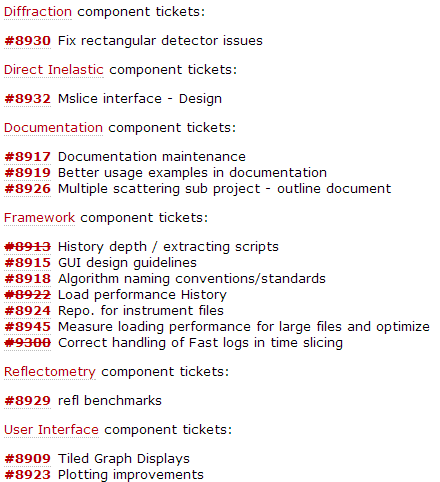 Diffraction component tickets:
#8930 Fix rectangular detector issues
Direct Inelastic component tickets:
#8932 Mslice interface - Design
Documentation component tickets:
#8917 Documentation maintenance
#8919 Better usage examples in documentation
#8926 Multiple scattering sub project - outline document
Framework component tickets:
#8913 History depth / extracting scripts
#8915 GUI design guidelines
#8918 Algorithm naming conventions/standards
#8922 Load performance History
#8924 Repo. for instrument files
#8945 Measure loading performance for large files and optimize
#9300 Correct handling of Fast logs in time slicing
Reflectometry component tickets:
#8929 refl benchmarks
User Interface component tickets:
#8909 Tiled Graph Displays
#8923 Plotting improvements